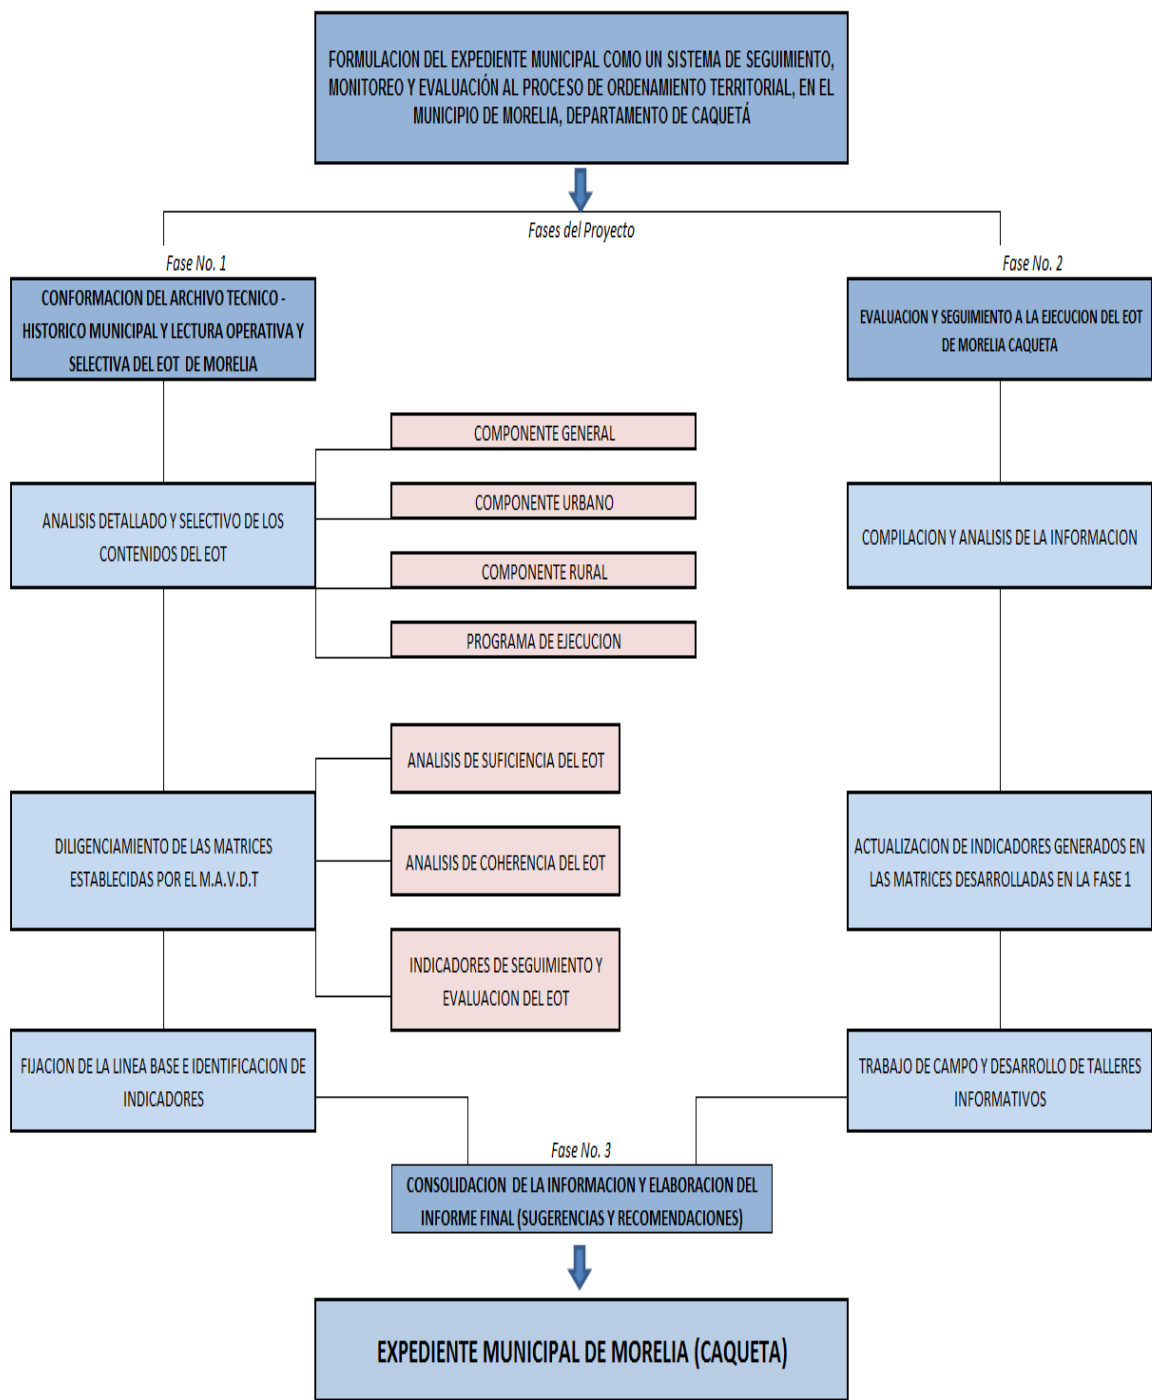 FORMULACION DEL EXPEDIENTE MUNICIPAL COMO UN SISTEMA DE SEGUIMIENTO,
MONITOREO Y EVALUACIÓN AL PROCESO DE ORDENAMIENTO TERRITORIAL, EN EL
MUNICIPIO DE MORELIA, DEPARTAMENTO DE CAQUETÁ
Fases del Proyecto
Fase No. 1
CONFORMACION DEL ARCHIVO TECNICO -
HISTORICO MUNICIPAL Y LECTURA OPERATIVA Y
SELECTIVA DEL EOT DE MORELIA
Fase No. 2
EVALUACION Y SEGUIMIENTO A LA EJECUCION DEL EOT
DE MORELIA CAQUETA
ANALISIS DETALLADO Y SELECTIVO DE LOS
CONTENIDOS DEL EOT
COMPONENTE GENERAL
COMPONENTE URBANO
COMPONENTE RURAL
PROGRAMA DE EJECUCION
COMPILACION Y ANALISIS DE LA INFORMACION
DILIGENCIAMIENTO DE LAS MATRICES
ESTABLECIDAS POR EL M.A.V.D.T
ANALISIS DE SUFICIENCIA DEL EOT
ANALISIS DE COHERENCIA DEL EOT
INDICADORES DE SEGUIMIENTO Y
EVALUACION DEL EOT
ACTUALIZACION DE INDICADORES GENERADOS EN
LAS MATRICES DESARROLLADAS EN LA FASE 1
FIJACION DE LA LINEA BASE E IDENTIFICACION DE
INDICADORES
TRABAJO DE CAMPO Y DESARROLLO DE TALLERES
INFORMATIVOS
Fase No. 3
CONSOLIDACION DE LA INFORMACION Y ELABORACION DEL
INFORME FINAL (SUGERENCIAS Y RECOMENDACIONES)
EXPEDIENTE MUNICIPAL DE MORELIA (CAQUETA)